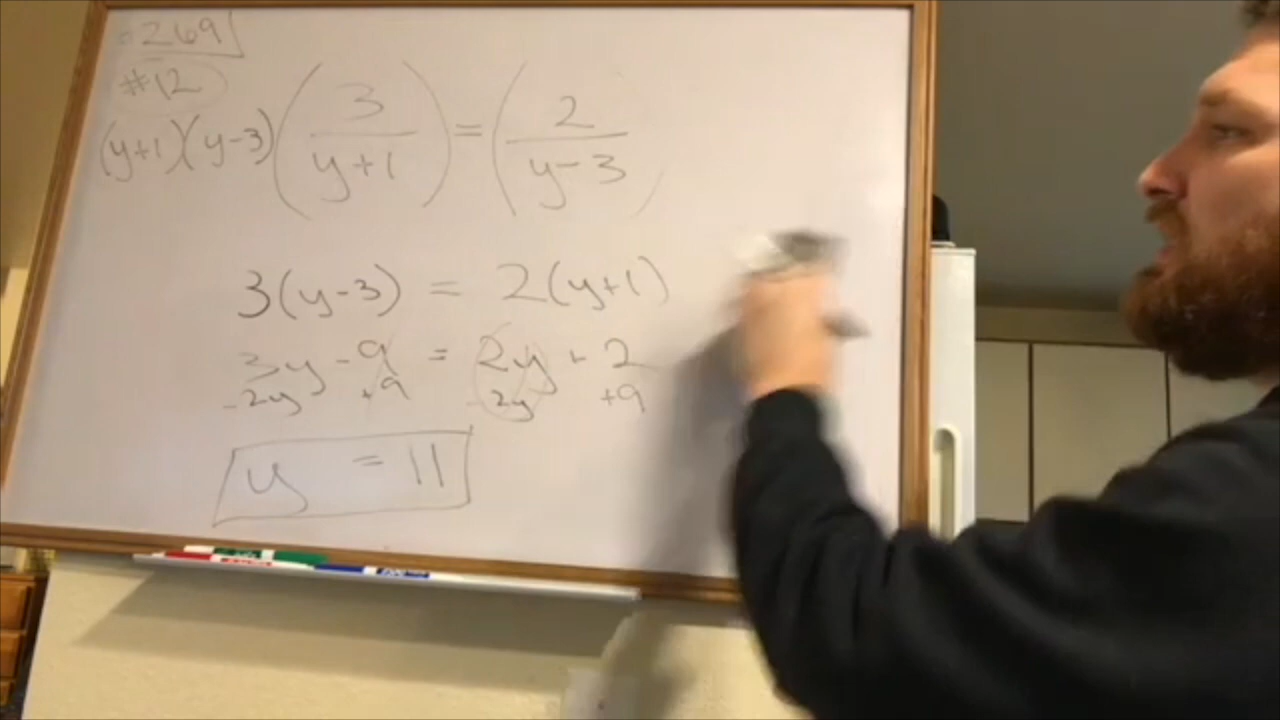 269
#12
(y+1)(y-3)(3/(y+1)) = (2/(y-3))
3(y-3) = 2(y+1)
3y - 9 = 2y + 2
-2y +9 -2y +9
y = 11